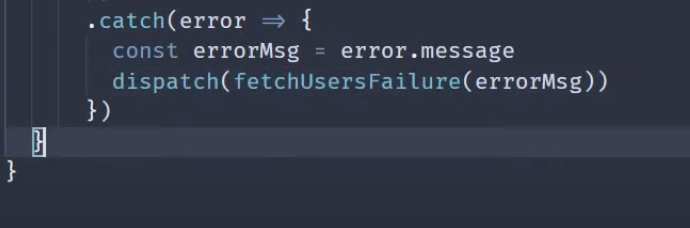 .catch(error => {
const errorMsg = error.message
dispatch(fetchUsersFailure(errorMsg))
})
}
}